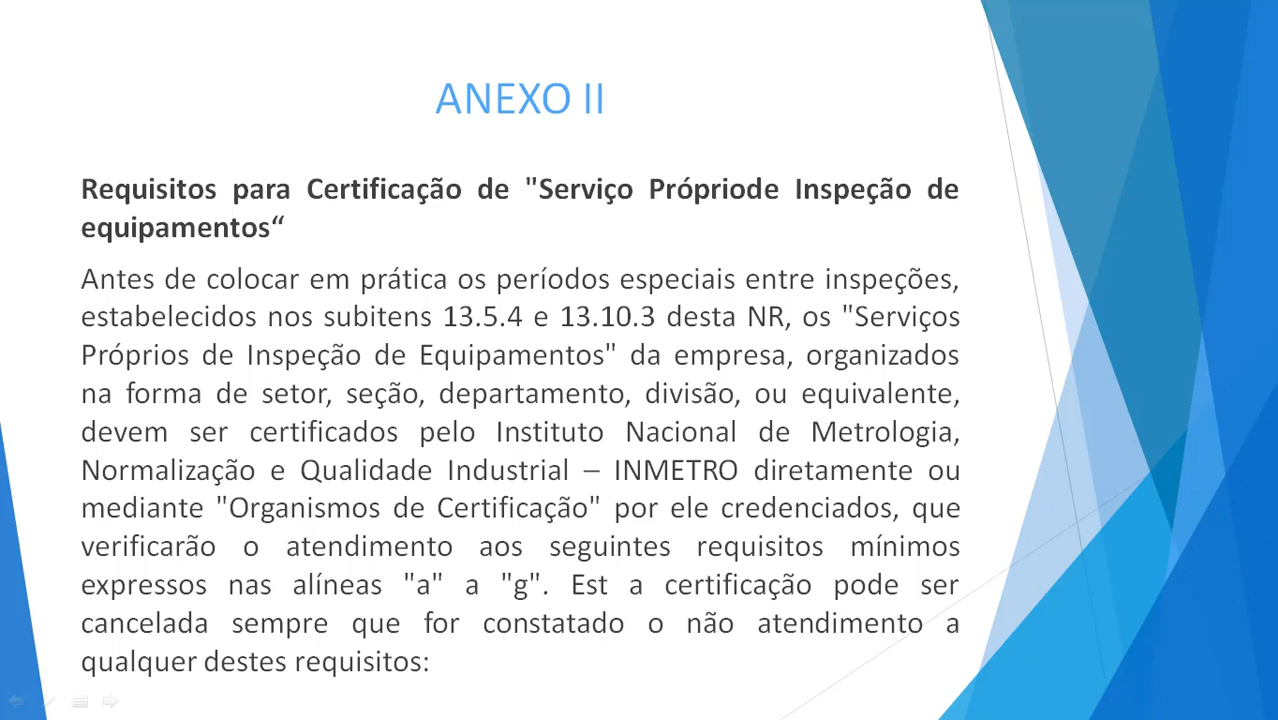 ANEXO II
Requisitos para Certificação de "Serviço Própriode Inspeção de
equipamentos“
Antes de colocar em prática os períodos especiais entre inspeções,
estabelecidos nos subitens 13.5.4 e 13.10.3 desta NR, os "Serviços
Próprios de Inspeção de Equipamentos" da empresa, organizados
na forma de setor, seção, departamento, divisão, ou equivalente,
devem ser certificados pelo Instituto Nacional de Metrologia,
Normalização e Qualidade Industrial – INMETRO diretamente ou
mediante "Organismos de Certificação" por ele credenciados, que
verificarão o atendimento aos seguintes requisitos mínimos
expressos nas alíneas "a" a "g". Est a certificação pode ser
cancelada sempre que for constatado o não atendimento a
qualquer destes requisitos: